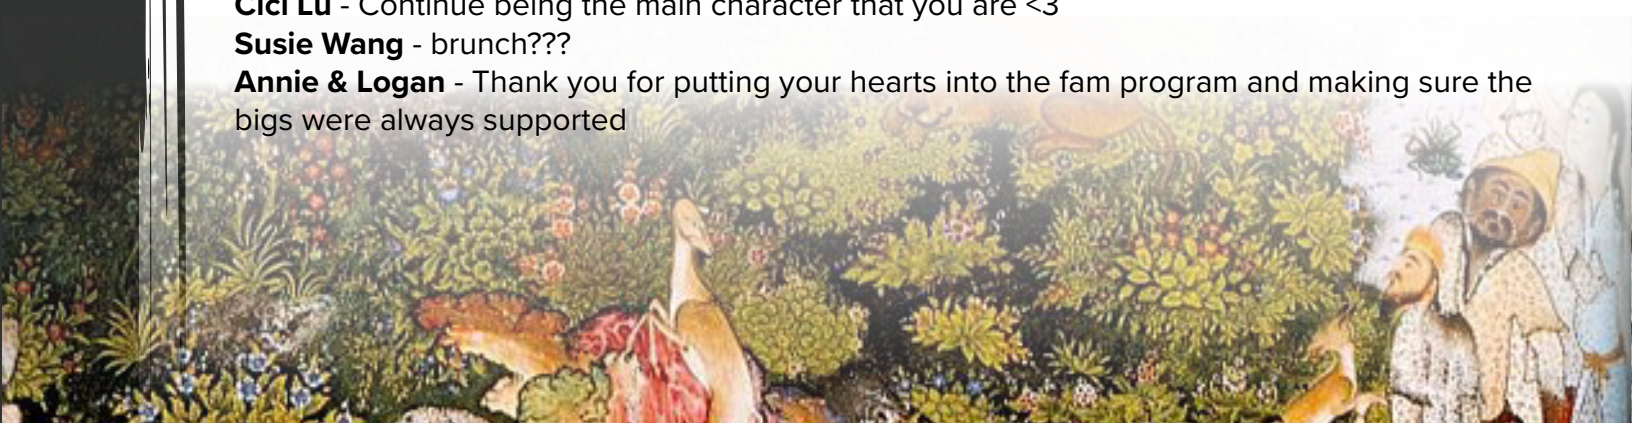 Cici Lu - Continue being the main character that you are <3
Susie Wang - brunch???
Annie & Logan - Thank you for putting your hearts into the fam program and making sure the
bigs were always supported